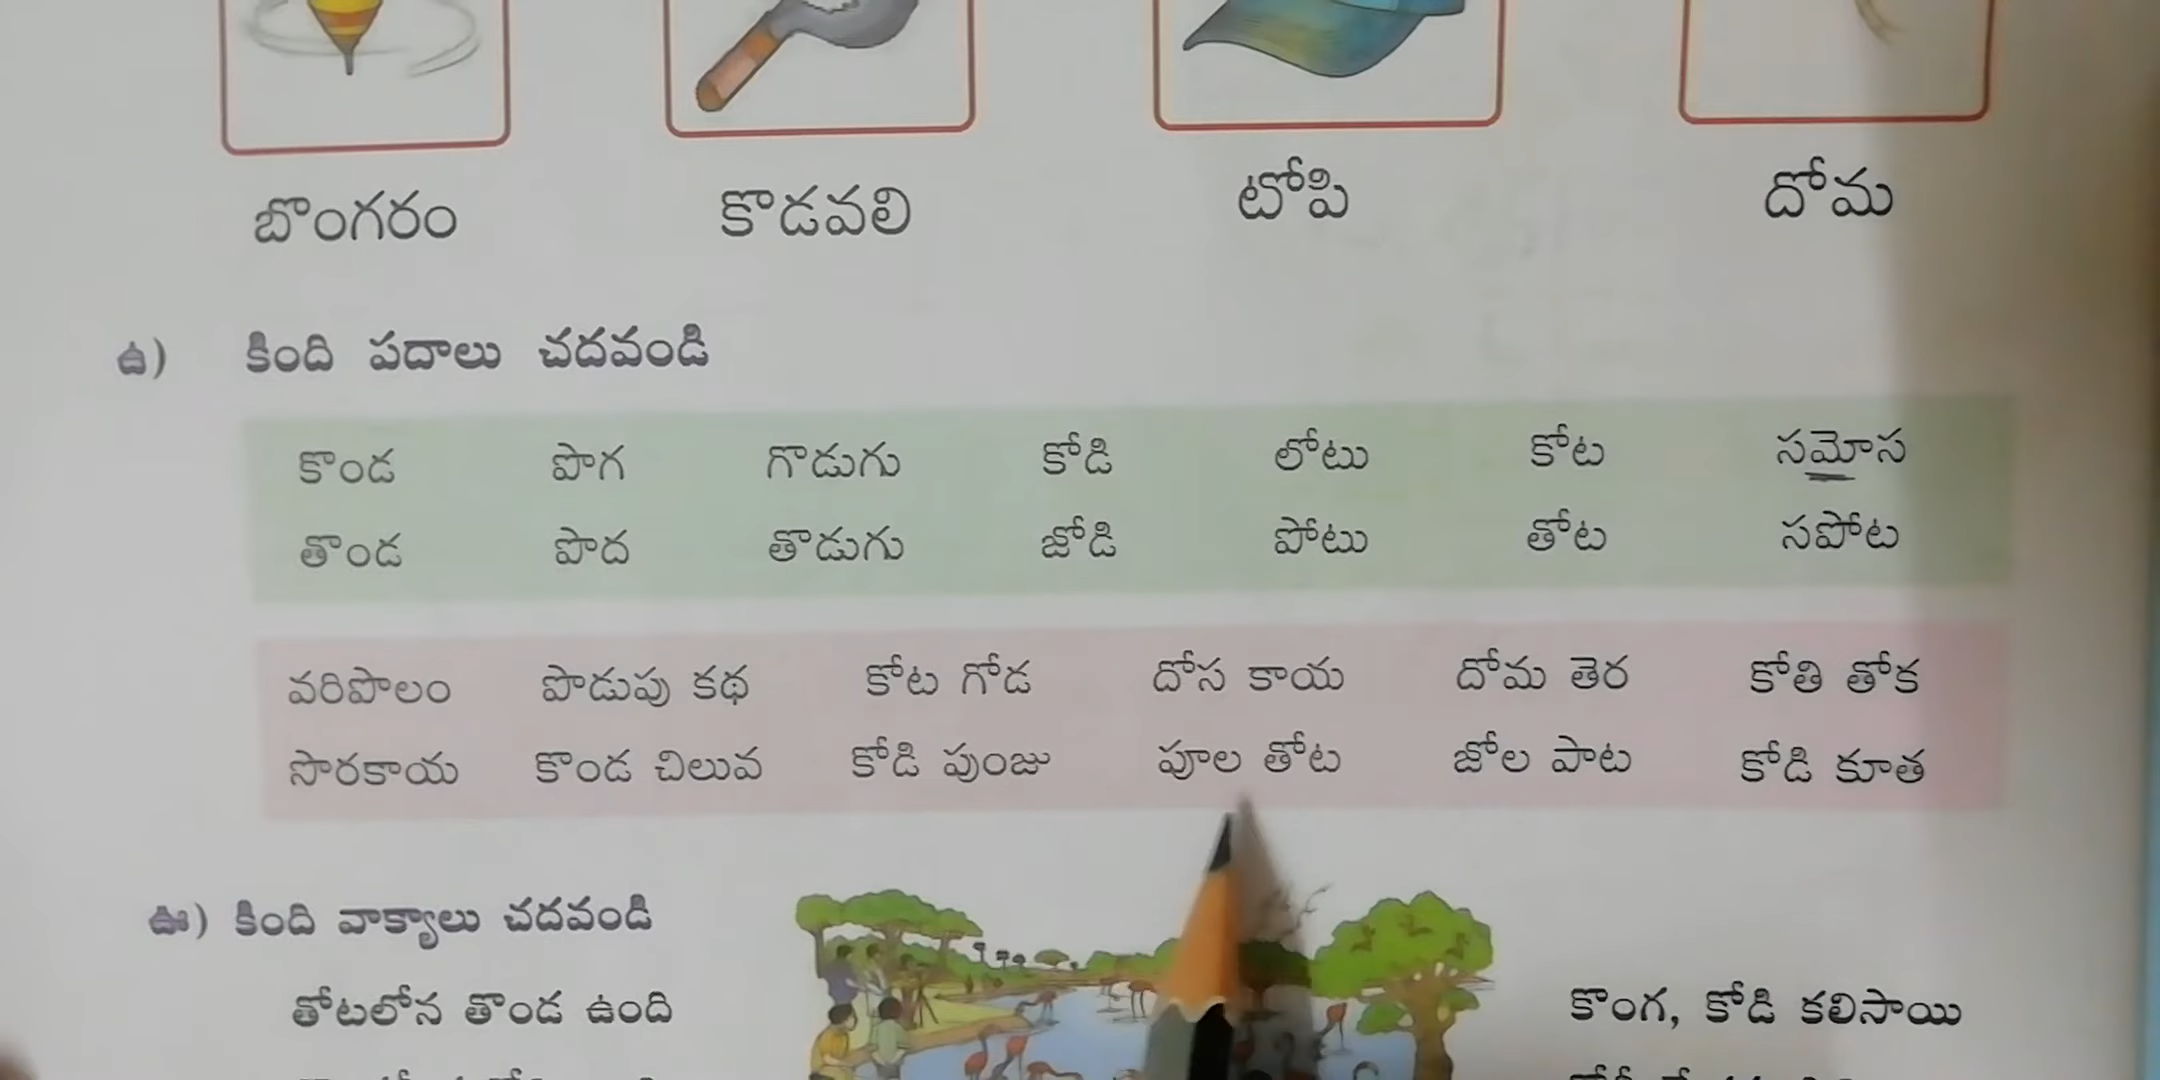 బొంగరం కొడవలి టోపి దోమ
ఉ) కింది పదాలు చదవండి
కొండ పొగ గొడుగు కోడి లోటు కోట సమోస
తొండ పొద తొడుగు జోడి పోటు తోట సపోట
వరిపొలం పొడుపు కథ కోట గోడ దోస కాయ దోమ తెర కోతి తోక
సొరకాయ కొండ చిలువ కోడి పుంజు పూల తోట జోల పాట కోడి కూత
ఊ) కింది వాక్యాలు చదవండి
తోటలోన తొండ ఉంది
కొంగ, కోడి కలిసాయి